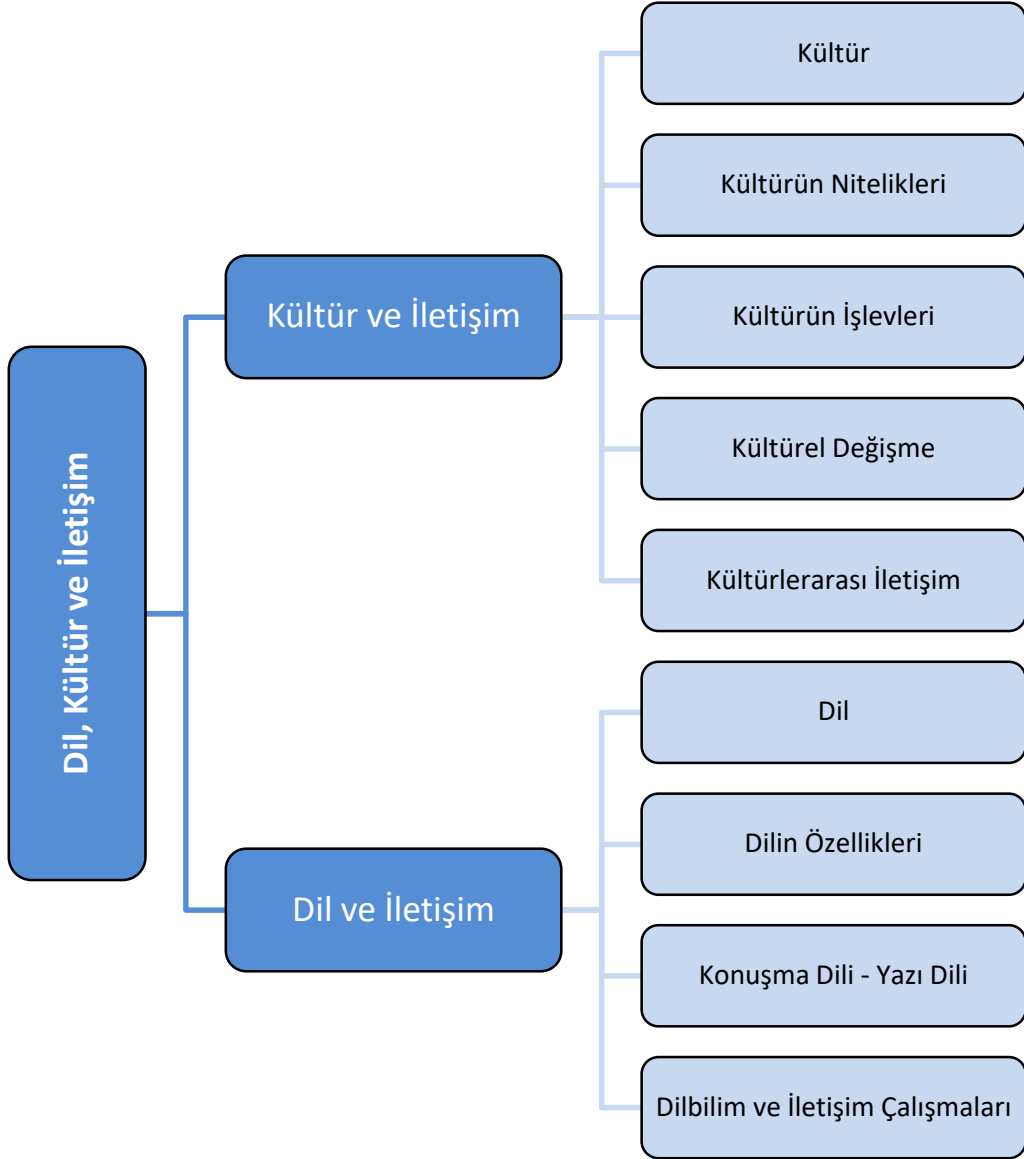 Dil, Kültür ve İletişim
Kültür ve İletişim
Kültür
Kültürün Nitelikleri
Kültürün İşlevleri
Kültürel Değişme
Kültürlerarası İletişim
Dil ve İletişim
Dil
Dilin Özellikleri
Konuşma Dili - Yazı Dili
Dilbilim ve İletişim Çalışmaları